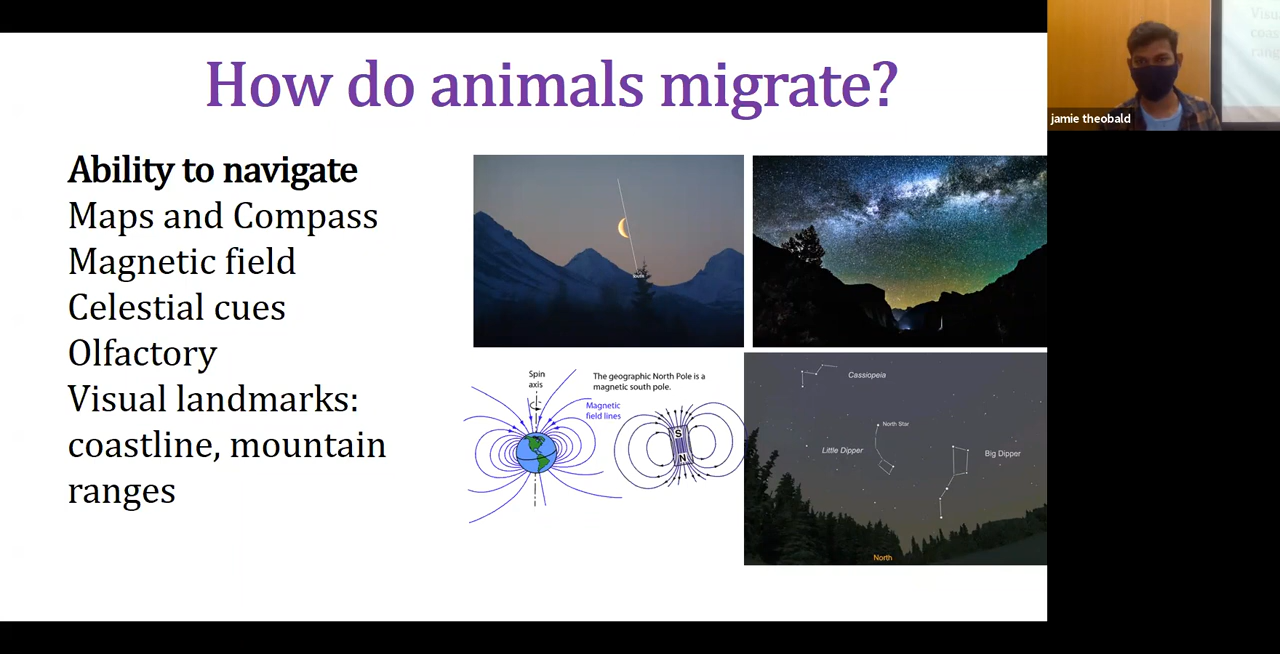 How do animals migrate?
Ability to navigate
Maps and Compass
Magnetic field
Celestial cues
Olfactory
Visual landmarks:
coastline, mountain
ranges
South
Spin
axis
The geographic North Pole is a
magnetic south pole.
Magnetic
field lines
S
N
Cassiopeia
North Star
Little Dipper
Big Dipper
North
jamie theobald